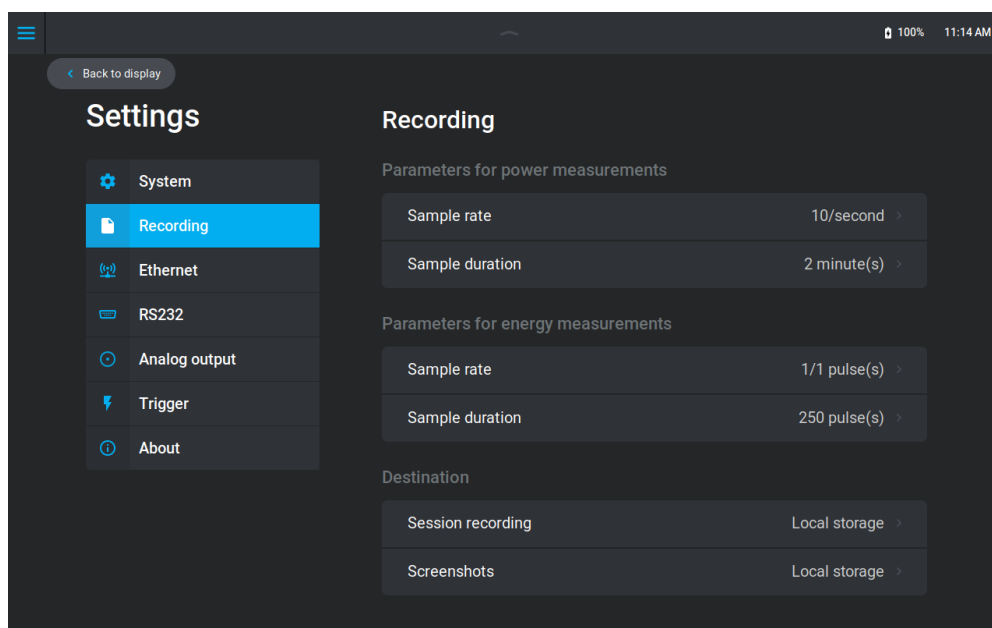 100% 11:14 AM
Back to display
Settings
System
Recording
Ethernet
RS232
Analog output
Trigger
About
Recording
Parameters for power measurements
Sample rate 10/second
Sample duration 2 minute(s)
Parameters for energy measurements
Sample rate 1/1 pulse(s)
Sample duration 250 pulse(s)
Destination
Session recording Local storage
Screenshots Local storage